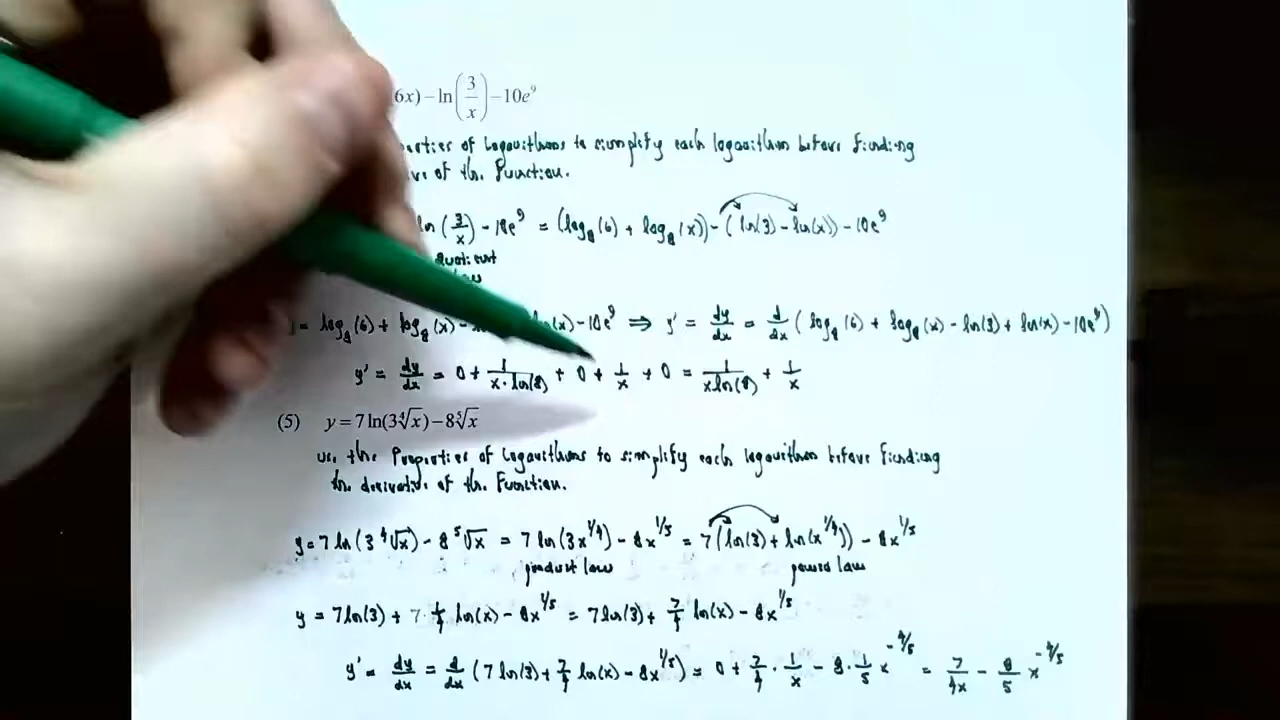 6x) − ln(3/x) − 10e⁹
of logarithms to simplify each logarithm before finding
of the function.
(3/x) − 10e⁹ = (log₈(6) + log₈(x)) − (ln(3) − ln(x)) − 10e⁹
quotient
= log₈(6) + log₈(x) − ln(x) − 10e⁹ ⇒ y' = dy/dx = d/dx (log₈(6) + log₈(x) − ln(3) + ln(x) − 10e⁹)
y' = dy/dx = 0 + 1/(x·ln(8)) + 0 + 1/x + 0 = 1/(xln(8)) + 1/x
(5) y = 7 ln(3∜x) − 8⁵√x
use the Properties of Logarithms to simplify each logarithm before finding
the derivative of the function.
y = 7 ln(3 ⁴√x) − 8 ⁵√x = 7 ln(3x^1/4) − 8x^1/5 = 7(ln(3) + ln(x^1/4)) − 8x^1/5
product law power law
y = 7ln(3) + 7·1/4 ln(x) − 8x^1/5 = 7ln(3) + 7/4 ln(x) − 8x^1/5
y' = dy/dx = d/dx (7 ln(3) + 7/4 ln(x) − 8x^1/5) = 0 + 7/4 · 1/x − 8 · 1/5 x^-4/5 = 7/4x − 8/5 x^-4/5